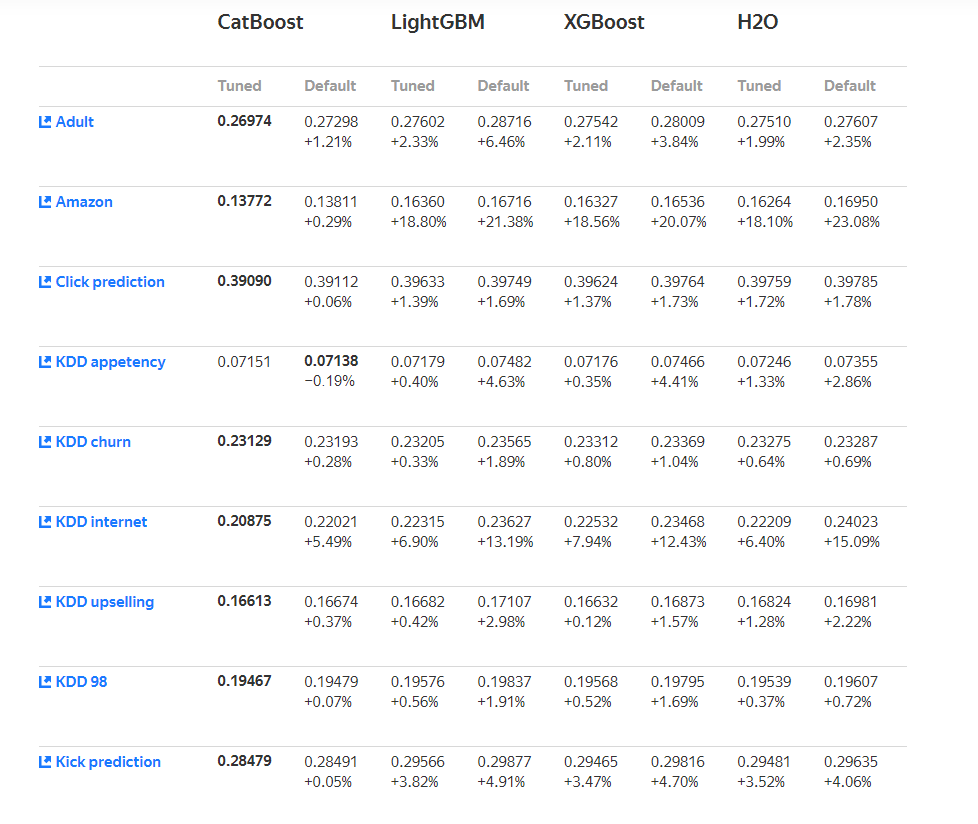 CatBoost LightGBM XGBoost H2O
Tuned Default Tuned Default Tuned Default Tuned Default
Adult 0.26974 0.27298 0.27602 0.28716 0.27542 0.28009 0.27510 0.27607
+1.21% +2.33% +6.46% +2.11% +3.84% +1.99% +2.35%
Amazon 0.13772 0.13811 0.16360 0.16716 0.16327 0.16536 0.16264 0.16950
+0.29% +18.80% +21.38% +18.56% +20.07% +18.10% +23.08%
Click prediction 0.39090 0.39112 0.39633 0.39749 0.39624 0.39764 0.39759 0.39785
+0.06% +1.39% +1.69% +1.37% +1.73% +1.72% +1.78%
KDD appetency 0.07151 0.07138 0.07179 0.07482 0.07176 0.07466 0.07246 0.07355
−0.19% +0.40% +4.63% +0.35% +4.41% +1.33% +2.86%
KDD churn 0.23129 0.23193 0.23205 0.23565 0.23312 0.23369 0.23275 0.23287
+0.28% +0.33% +1.89% +0.80% +1.04% +0.64% +0.69%
KDD internet 0.20875 0.22021 0.22315 0.23627 0.22532 0.23468 0.22209 0.24023
+5.49% +6.90% +13.19% +7.94% +12.43% +6.40% +15.09%
KDD upselling 0.16613 0.16674 0.16682 0.17107 0.16632 0.16873 0.16824 0.16981
+0.37% +0.42% +2.98% +0.12% +1.57% +1.28% +2.22%
KDD 98 0.19467 0.19479 0.19576 0.19837 0.19568 0.19795 0.19539 0.19607
+0.07% +0.56% +1.91% +0.52% +1.69% +0.37% +0.72%
Kick prediction 0.28479 0.28491 0.29566 0.29877 0.29465 0.29816 0.29481 0.29635
+0.05% +3.82% +4.91% +3.47% +4.70% +3.52% +4.06%